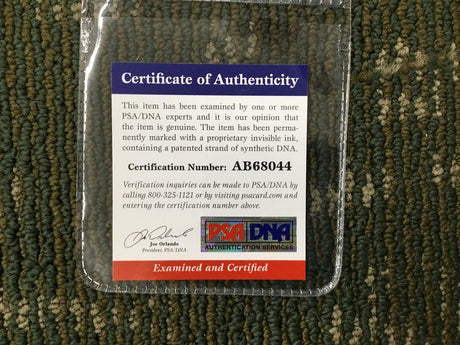 Certificate of Authenticity
This item has been examined by one or more
PSA/DNA experts and it is our opinion that
the item is genuine. The item has been perma-
nently marked with a proprietary invisible ink,
containing a patented strand of synthetic DNA.
Certification Number: AB68044
Verification inquiries can be made to PSA/DNA by
calling 800-325-1121 or by visiting psacard.com and
entering the certification number above.
Joe Orlando
President, PSA/DNA
PSA DNA
AUTHENTICATION SERVICES
Examined and Certified